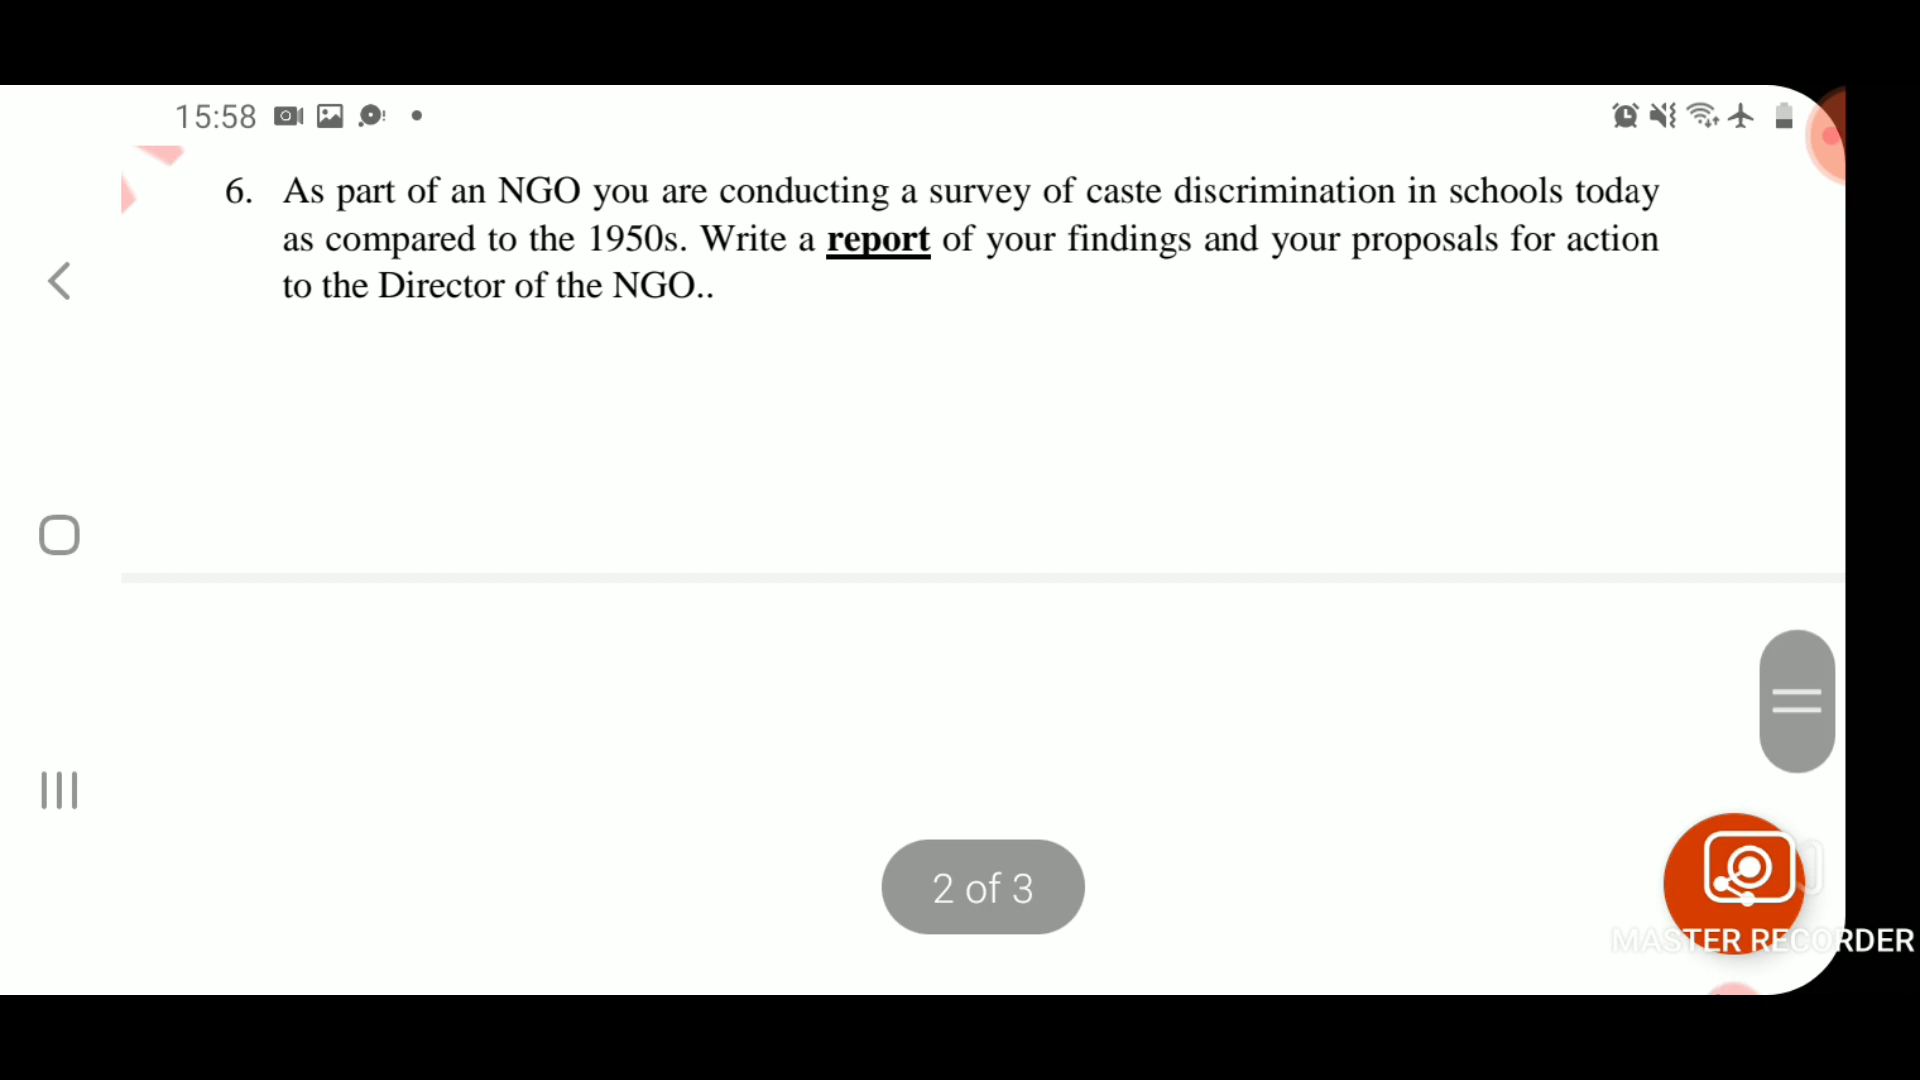 15:58
6. As part of an NGO you are conducting a survey of caste discrimination in schools today
as compared to the 1950s. Write a report of your findings and your proposals for action
to the Director of the NGO..
2 of 3
MASTER RECORDER